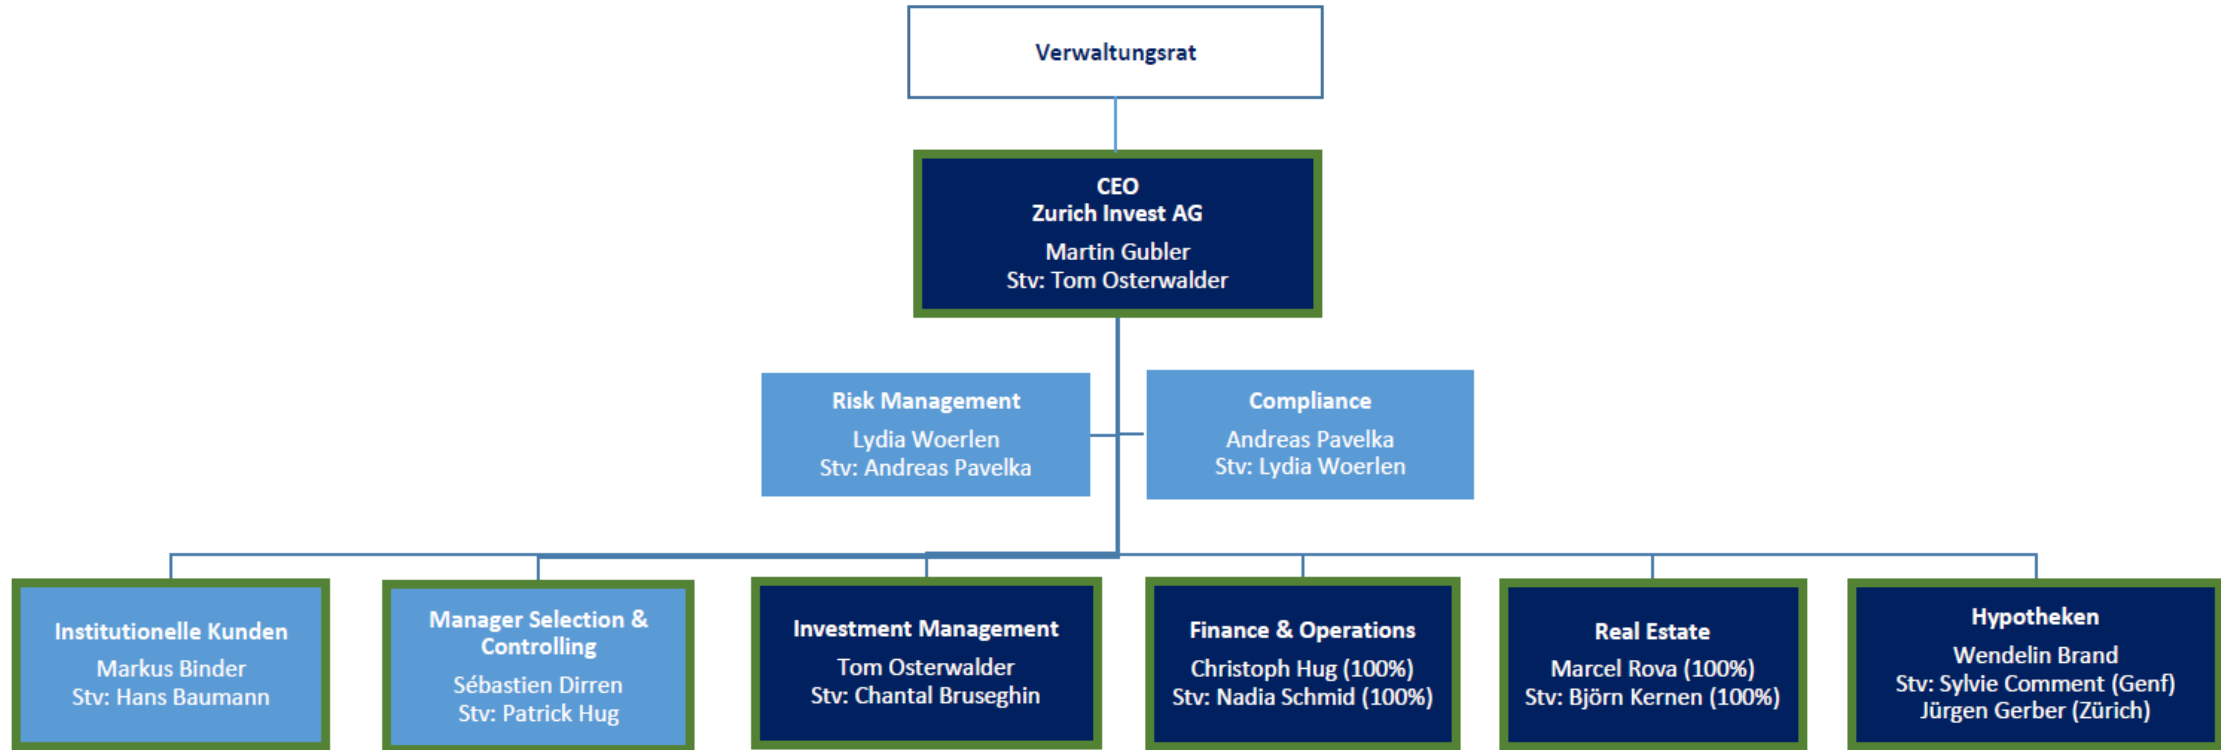 Verwaltungsrat
CEO
Zurich Invest AG
Martin Gubler
Stv: Tom Osterwalder
Risk Management
Lydia Woerlen
Stv: Andreas Pavelka
Compliance
Andreas Pavelka
Stv: Lydia Woerlen
Institutionelle Kunden
Markus Binder
Stv: Hans Baumann
Manager Selection &
Controlling
Sébastien Dirren
Stv: Patrick Hug
Investment Management
Tom Osterwalder
Stv: Chantal Bruseghin
Finance & Operations
Christoph Hug (100%)
Stv: Nadia Schmid (100%)
Real Estate
Marcel Rova (100%)
Stv: Björn Kernen (100%)
Hypotheken
Wendelin Brand
Stv: Sylvie Comment (Genf)
Jürgen Gerber (Zürich)